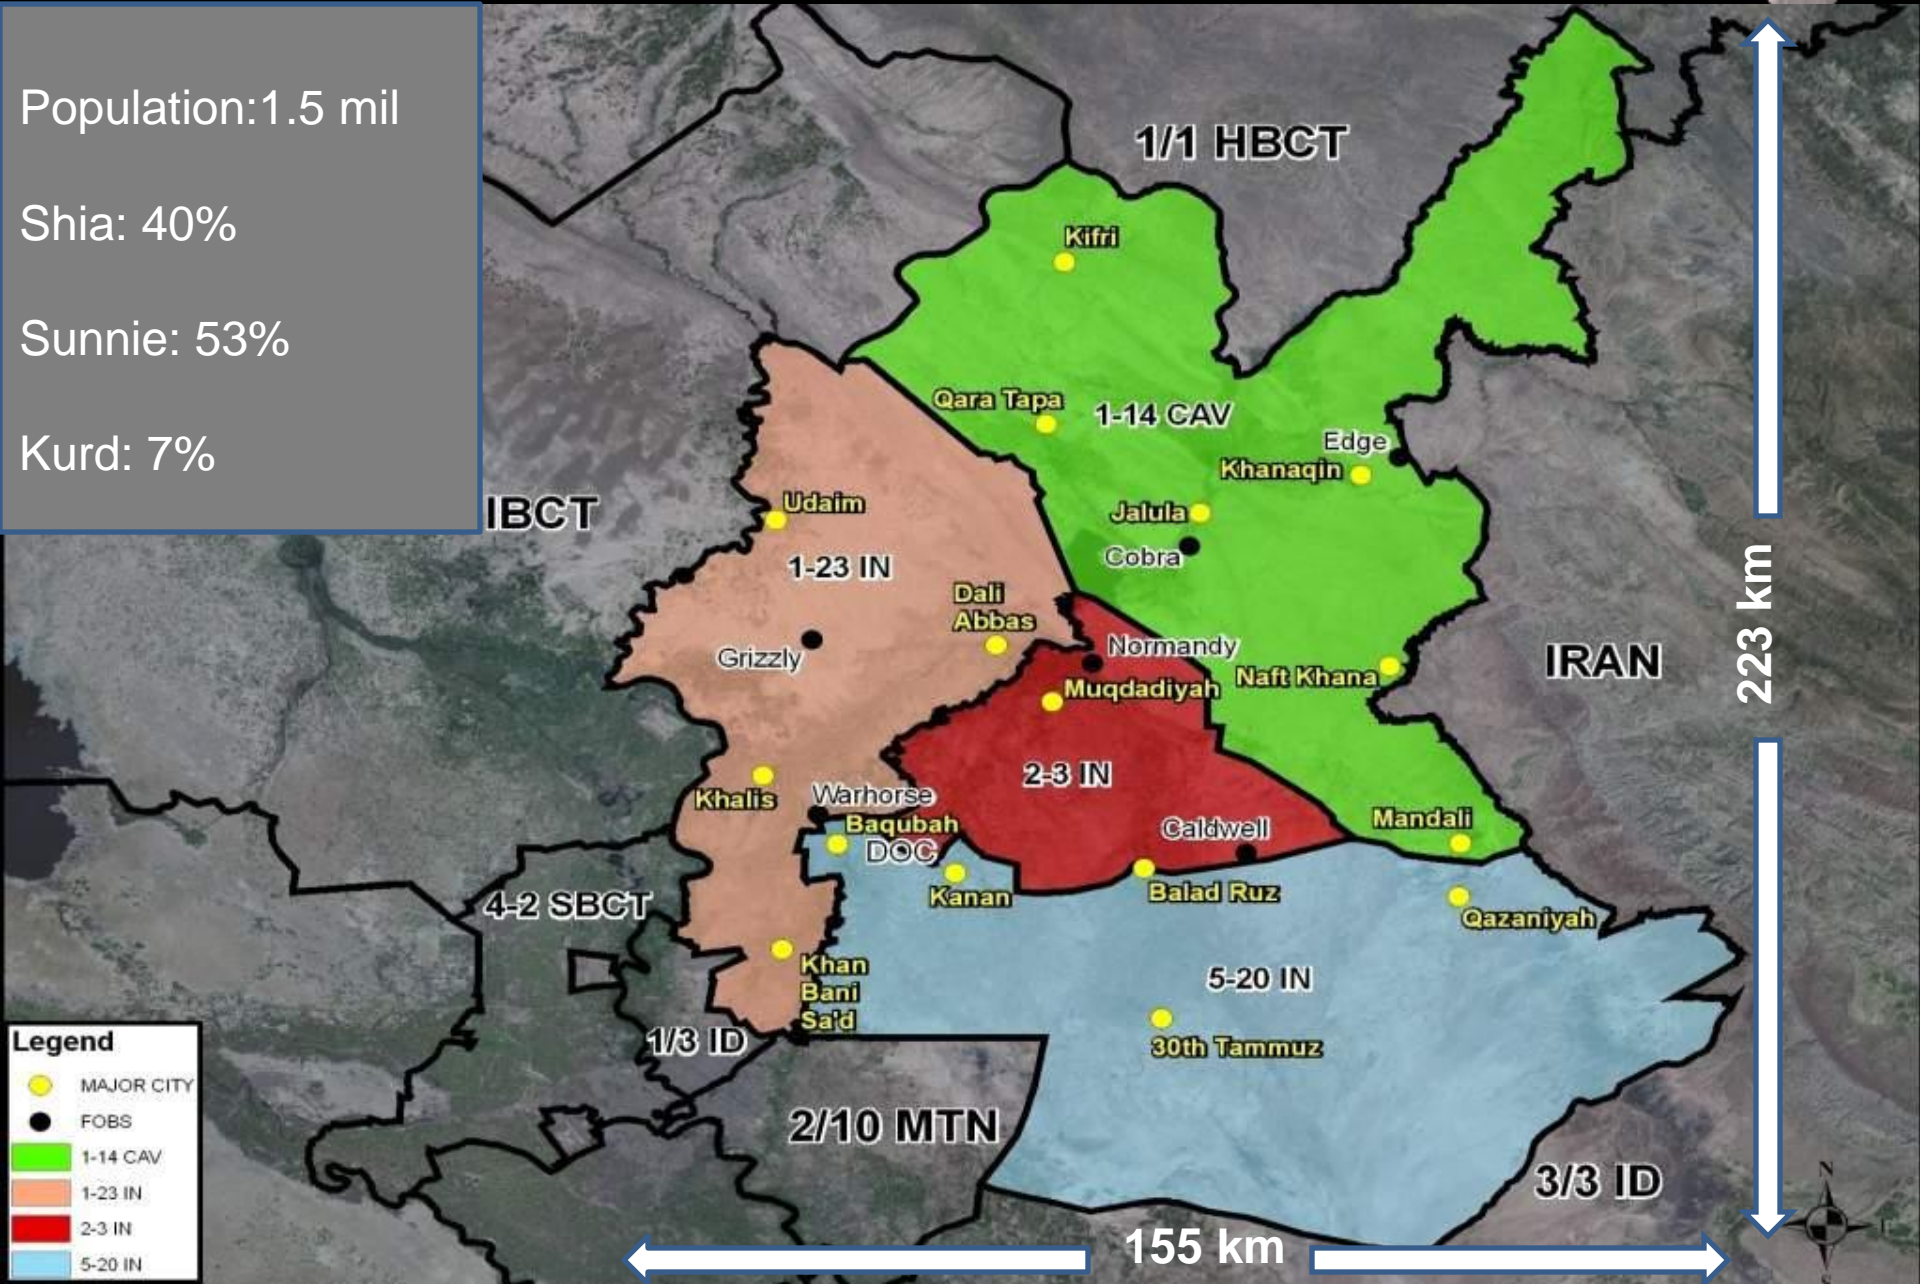 Population:1.5 mil
Shia: 40%
Sunnie: 53%
Kurd: 7%
1/1 HBCT
Kifri
Qara Tapa
1-14 CAV
Edge
Khanaqin
IBCT
Udaim
Jalula
Cobra
1-23 IN
Dali
Abbas
Grizzly
Normandy
IRAN
223 km
Naft Khana
Muqdadiyah
2-3 IN
Khalis
Warhorse
Baqubah
DOC
Caldwell
Mandali
Kanan
Balad Ruz
4-2 SBCT
Qazaniyah
Khan
Bani
Sa'd
5-20 IN
30th Tammuz
1/3 ID
2/10 MTN
3/3 ID
155 km
Legend
MAJOR CITY
FOBS
1-14 CAV
1-23 IN
2-3 IN
5-20 IN
N
E